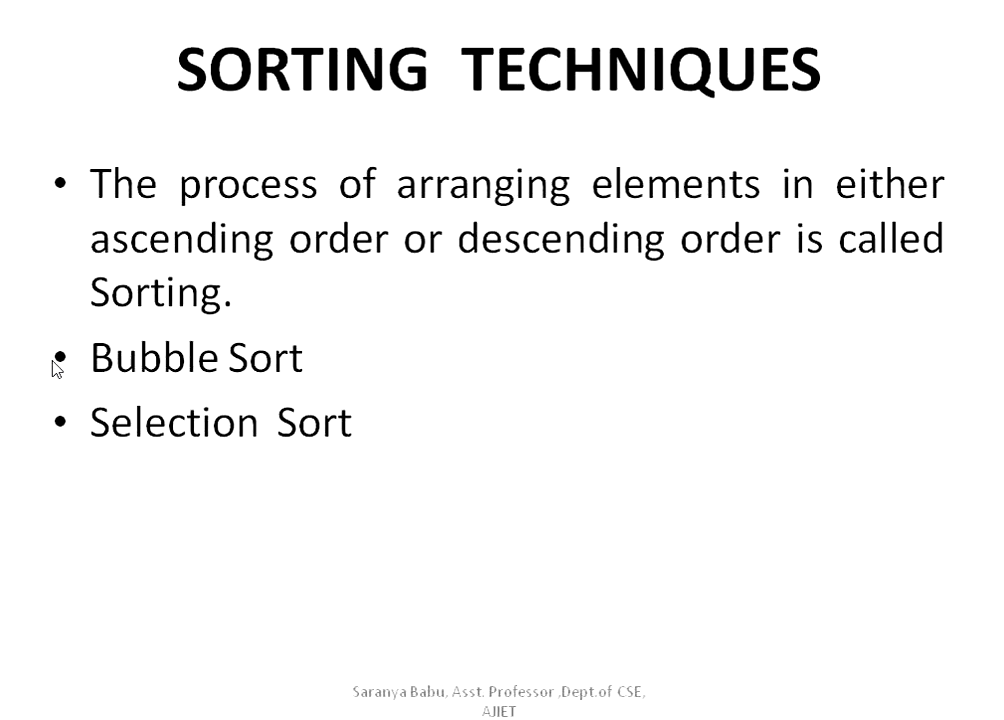 SORTING TECHNIQUES
• The process of arranging elements in either
ascending order or descending order is called
Sorting.
• Bubble Sort
• Selection Sort
Saranya Babu, Asst. Professor ,Dept.of CSE,
AJIET